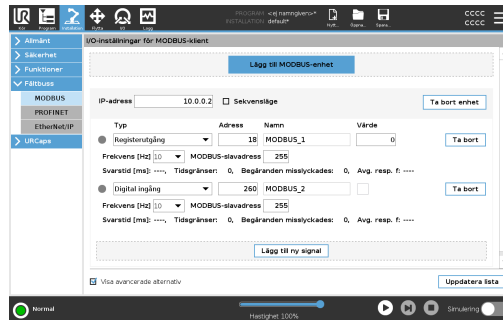 PROGRAM <ej namngiven>*
INSTALLATION default*
CCCC
CCCC
Kör Program Installation Flytta I/O Logg Nytt... Öppna... Spara...
Allmänt
Säkerhet
Funktioner
Fältbuss
MODBUS
PROFINET
EtherNet/IP
URCaps
I/O-inställningar för MODBUS-klient
Lägg till MODBUS-enhet
IP-adress 10.0.0.2 Sekvensläge Ta bort enhet
Typ Adress Namn Värde
Registerutgång 18 MODBUS_1 0 Ta bort
Frekvens [Hz] 10 MODBUS-slavadress 255
Svarstid [ms]: ----, Tidsgränser: 0, Begäranden misslyckades: 0, Avg. resp. f: ----
Digital ingång 260 MODBUS_2 Ta bort
Frekvens [Hz] 10 MODBUS-slavadress 255
Svarstid [ms]: ----, Tidsgränser: 0, Begäranden misslyckades: 0, Avg. resp. f: ----
Lägg till ny signal
Visa avancerade alternativ Uppdatera lista
Normal
Hastighet 100%
Simulering